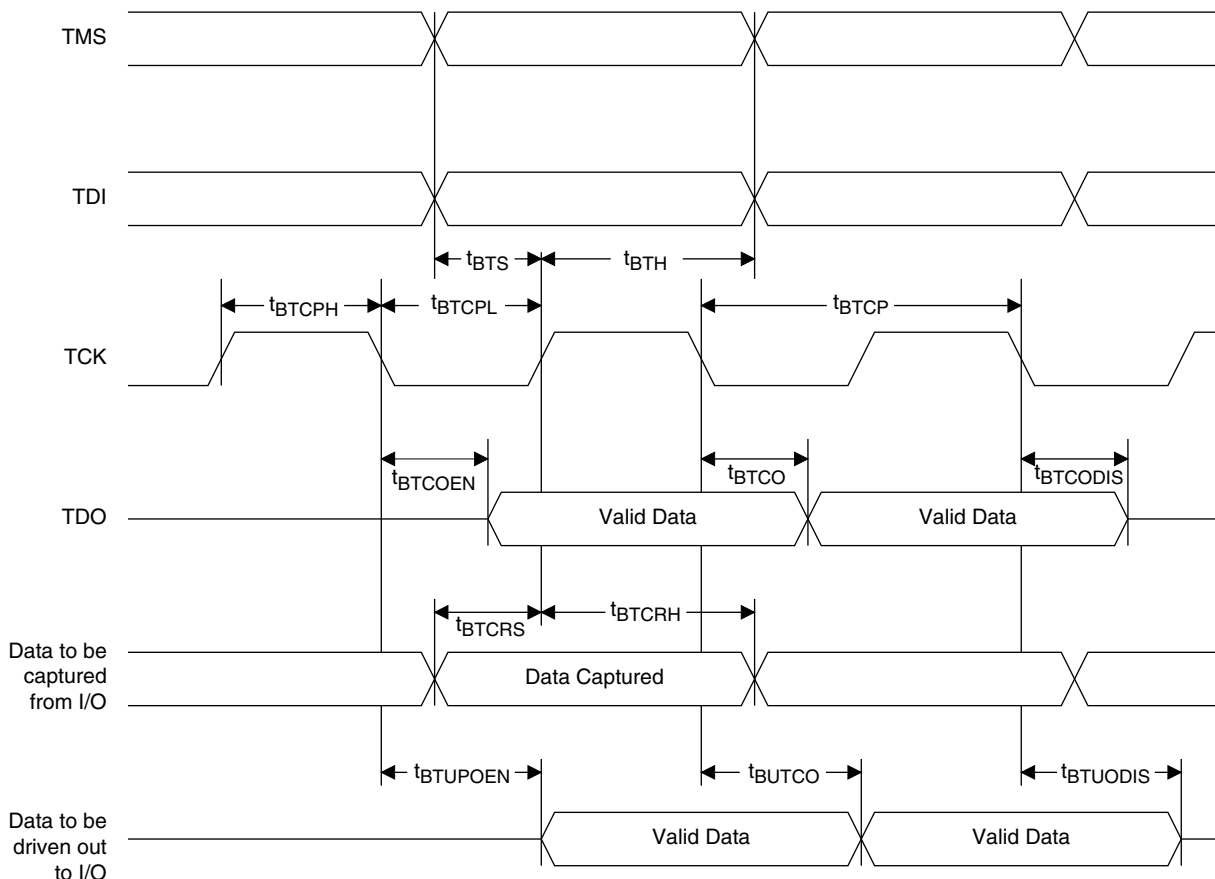 TMS
TDI
tBTS
tBTH
tBTCPH
tBTCPL
tBTCP
TCK
tBTCOEN
tBTCO
tBTCODIS
TDO
Valid Data
Valid Data
tBTCRS
tBTCRH
Data to be
captured
from I/O
Data Captured
tBTUPOEN
tBUTCO
tBTUODIS
Data to be
driven out
to I/O
Valid Data
Valid Data